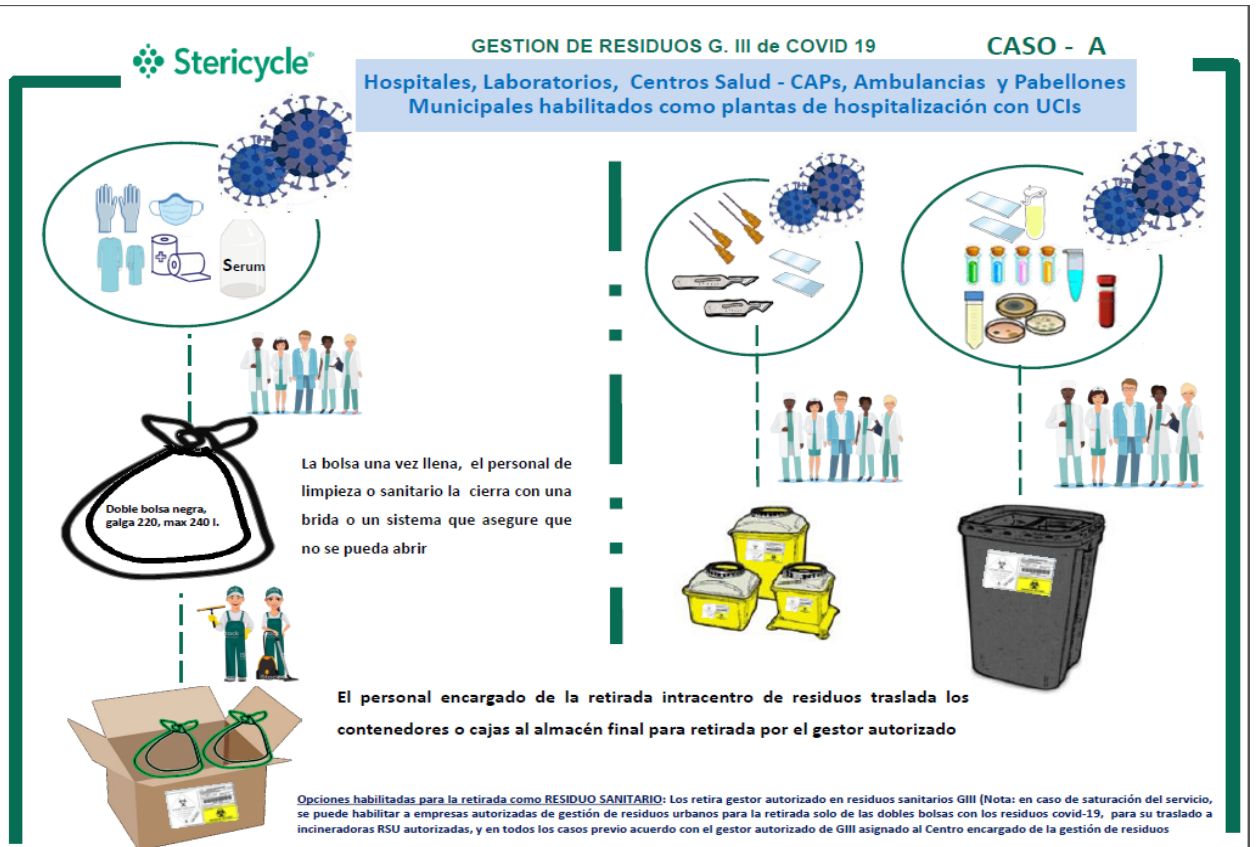 Stericycle®
GESTION DE RESIDUOS G. III de COVID 19
CASO - A
Hospitales, Laboratorios, Centros Salud - CAPs, Ambulancias y Pabellones
Municipales habilitados como plantas de hospitalización con UCIs
Serum
Doble bolsa negra,
galga 220, max 240 l.
La bolsa una vez llena, el personal de
limpieza o sanitario la cierra con una
brida o un sistema que asegure que
no se pueda abrir
El personal encargado de la retirada intracentro de residuos traslada los
contenedores o cajas al almacén final para retirada por el gestor autorizado
Opciones habilitadas para la retirada como RESIDUO SANITARIO: Los retira gestor autorizado en residuos sanitarios GIII (Nota: en caso de saturación del servicio,
se puede habilitar a empresas autorizadas de gestión de residuos urbanos para la retirada solo de las dobles bolsas con los residuos covid-19, para su traslado a
incineradoras RSU autorizadas, y en todos los casos previo acuerdo con el gestor autorizado de GIII asignado al Centro encargado de la gestión de residuos